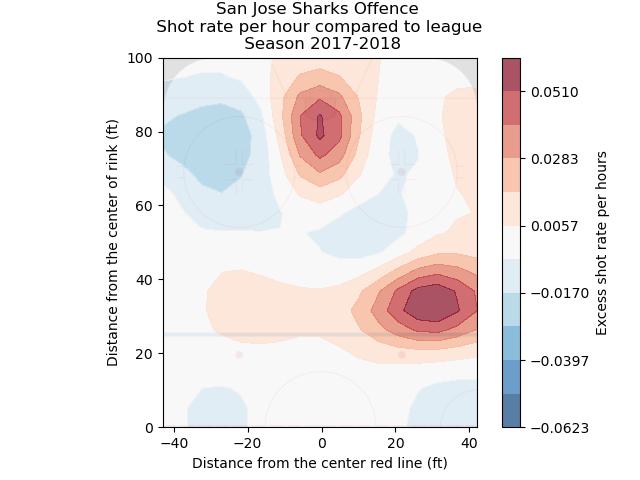 San Jose Sharks Offence
Shot rate per hour compared to league
Season 2017-2018
100
80
60
40
20
0
−40
−20
0
20
40
Distance from the center red line (ft)
Distance from the center of rink (ft)
0.0510
0.0283
0.0057
−0.0170
−0.0397
−0.0623
Excess shot rate per hours